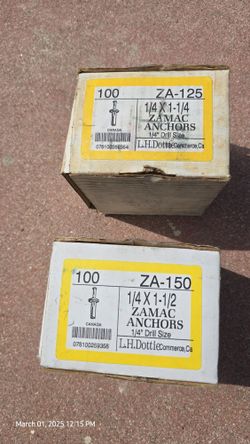 100 ZA-125
1/4 X 1-1/4
ZAMAC
ANCHORS
1/4" Drill Size
CANADA
L.H.Dottie Commerce, Ca
100 ZA-150
1/4 X 1-1/2
ZAMAC
ANCHORS
1/4" Drill Size
CANADA
L.H.Dottie Commerce, Ca
March 01, 2025 12:15 PM